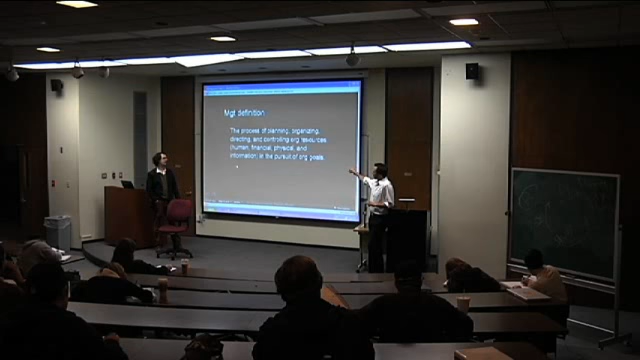 Mgt definition
The process of planning, organizing,
directing, and controlling org resources
(human, financial, physical, and
information) in the pursuit of org goals.